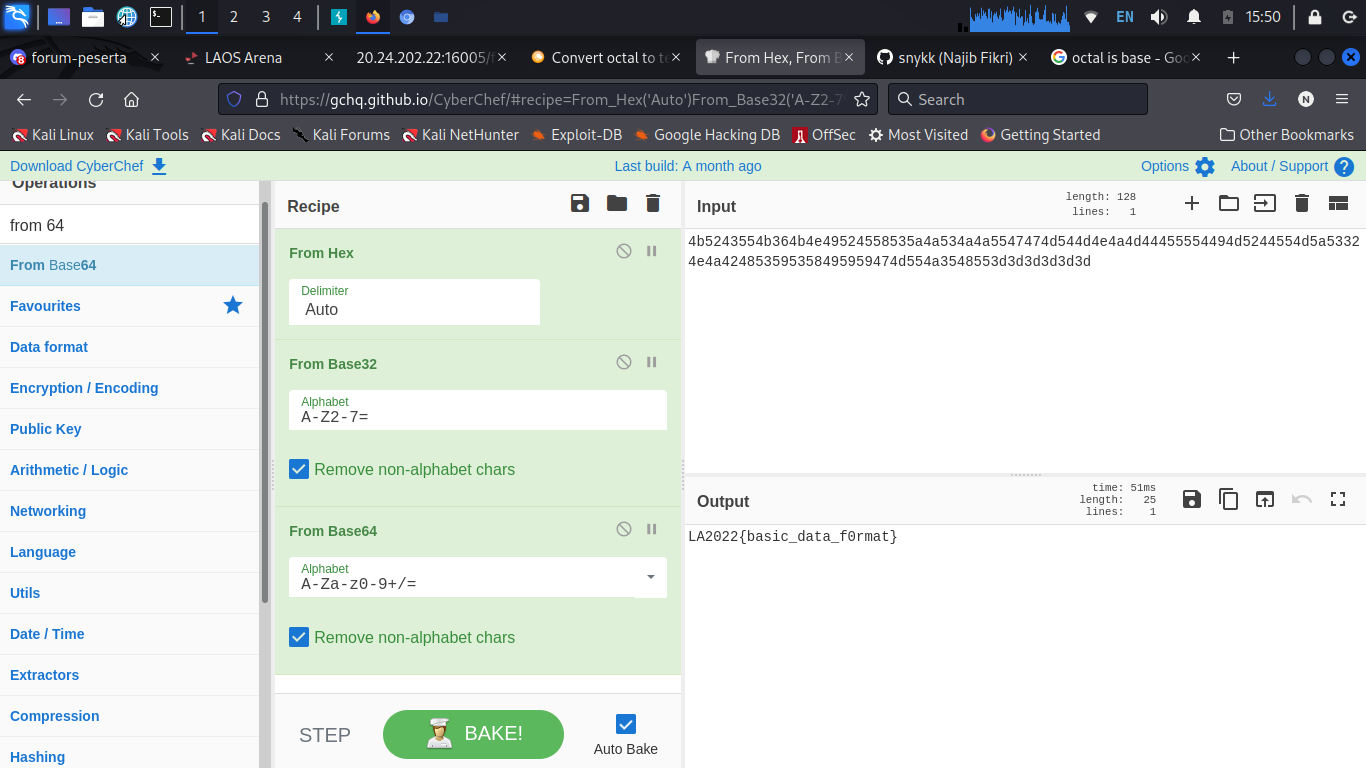 1 2 3 4 EN 15:50
forum-peserta LAOS Arena 20.24.202.22:16005/f Convert octal to te From Hex, From B snykk (Najib Fikri) octal is base - Goo
https://gchq.github.io/CyberChef/#recipe=From_Hex('Auto')From_Base32('A-Z2-7 Search N
Kali Linux Kali Tools Kali Docs Kali Forums Kali NetHunter Exploit-DB Google Hacking DB OffSec Most Visited Getting Started Other Bookmarks
Download CyberChef Last build: A month ago Options About / Support
Operations
from 64
From Base64
Favourites
Data format
Encryption / Encoding
Public Key
Arithmetic / Logic
Networking
Language
Utils
Date / Time
Extractors
Compression
Hashing
Recipe
From Hex
Delimiter
Auto
From Base32
Alphabet
A-Z2-7=
Remove non-alphabet chars
From Base64
Alphabet
A-Za-z0-9+/=
Remove non-alphabet chars
STEP BAKE! Auto Bake
Input
length: 128
lines: 1
4b5243554b364b4e49524558535a4a534a4a5547474d544d4e4a4d44455554494d5244554d5a5332
4e4a424853595358495959474d554a3548553d3d3d3d3d3d
Output
time: 51ms
length: 25
lines: 1
LA2022{basic_data_f0rmat}